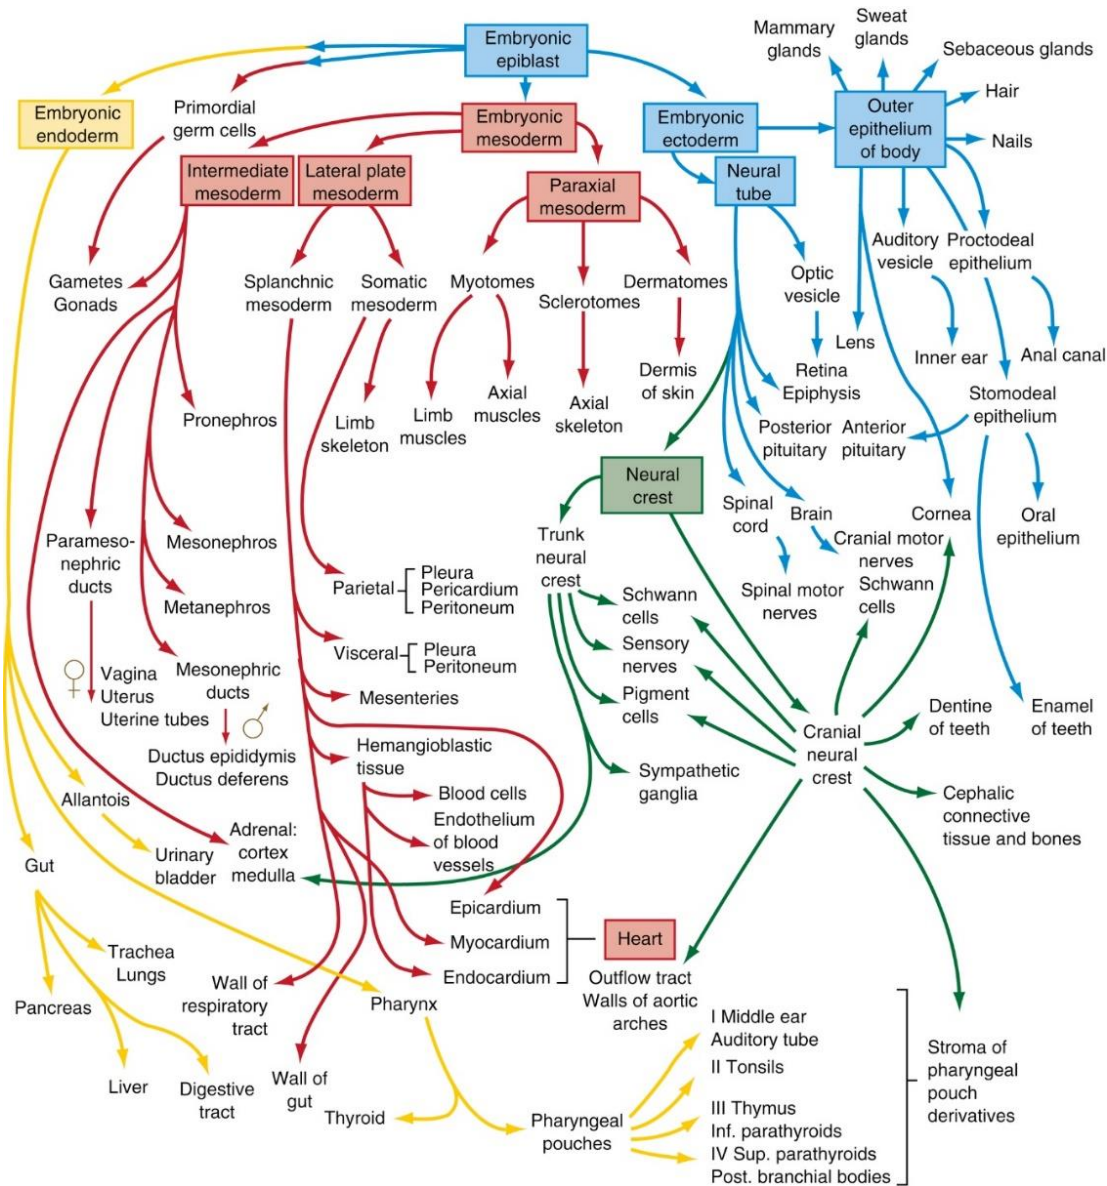 Embryonic
epiblast
Mammary
glands
Sweat
glands
Sebaceous glands
Hair
Nails
Embryonic
endoderm
Primordial
germ cells
Embryonic
mesoderm
Embryonic
ectoderm
Outer
epithelium
of body
Intermediate
mesoderm
Lateral plate
mesoderm
Paraxial
mesoderm
Neural
tube
Gametes
Gonads
Splanchnic
mesoderm
Somatic
mesoderm
Myotomes
Sclerotomes
Dermatomes
Optic
vesicle
Auditory
vesicle
Proctodeal
epithelium
Lens
Inner ear
Anal canal
Pronephros
Limb
skeleton
Limb
muscles
Axial
muscles
Axial
skeleton
Dermis
of skin
Retina
Epiphysis
Posterior
pituitary
Anterior
pituitary
Stomodeal
epithelium
Neural
crest
Spinal
cord
Brain
Cornea
Oral
epithelium
Parameso-
nephric
ducts
Mesonephros
Metanephros
Trunk
neural
crest
Cranial motor
nerves
Schwann
cells
Spinal motor
nerves
Parietal
Pleura
Pericardium
Peritoneum
Visceral
Pleura
Peritoneum
Mesenteries
Schwann
cells
Sensory
nerves
Pigment
cells
♀
Vagina
Uterus
Uterine tubes
Mesonephric
ducts
♂
Ductus epididymis
Ductus deferens
Hemangioblastic
tissue
Blood cells
Endothelium
of blood
vessels
Sympathetic
ganglia
Cranial
neural
crest
Dentine
of teeth
Enamel
of teeth
Cephalic
connective
tissue and bones
Allantois
Gut
Urinary
bladder
Adrenal:
cortex
medulla
Epicardium
Myocardium
Endocardium
Heart
Outflow tract
Walls of aortic
arches
Trachea
Lungs
Pancreas
Liver
Digestive
tract
Wall of
respiratory
tract
Wall of
gut
Pharynx
Thyroid
Pharyngeal
pouches
I Middle ear
Auditory tube
II Tonsils
III Thymus
Inf. parathyroids
IV Sup. parathyroids
Post. branchial bodies
Stroma of
pharyngeal
pouch
derivatives